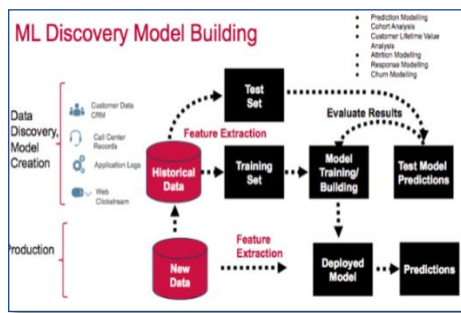 ML Discovery Model Building
Prediction Modelling
Cohort Analysis
Customer Lifetime Value
Analysis
Attrition Modelling
Response Modelling
Churn Modelling
Data
Discovery,
Model
Creation
Customer Data
CRM
Call Center
Records
Application Logs
Web
Clickstream
Test
Set
Feature Extraction
Evaluate Results
Historical
Data
Training
Set
Model
Training/
Building
Test Model
Predictions
Production
New
Data
Feature
Extraction
Deployed
Model
Predictions